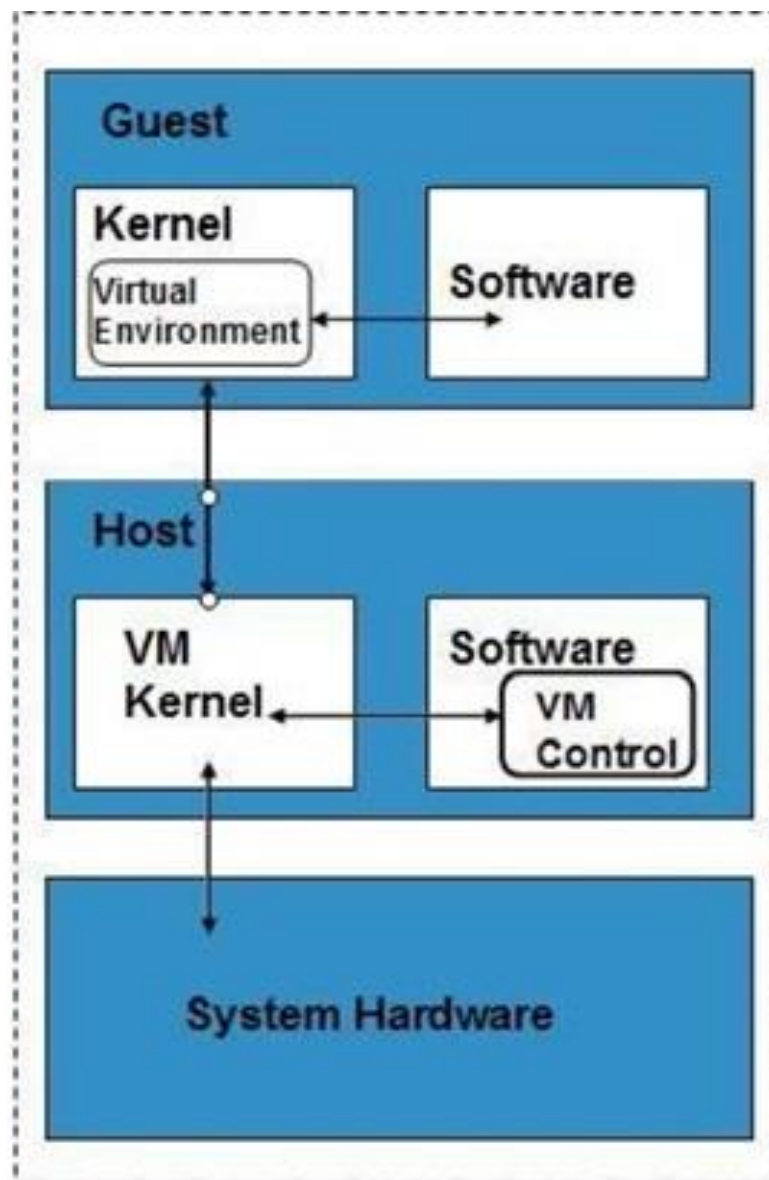 Guest
Kernel
Virtual
Environment
Software
Host
VM
Kernel
Software
VM
Control
System Hardware